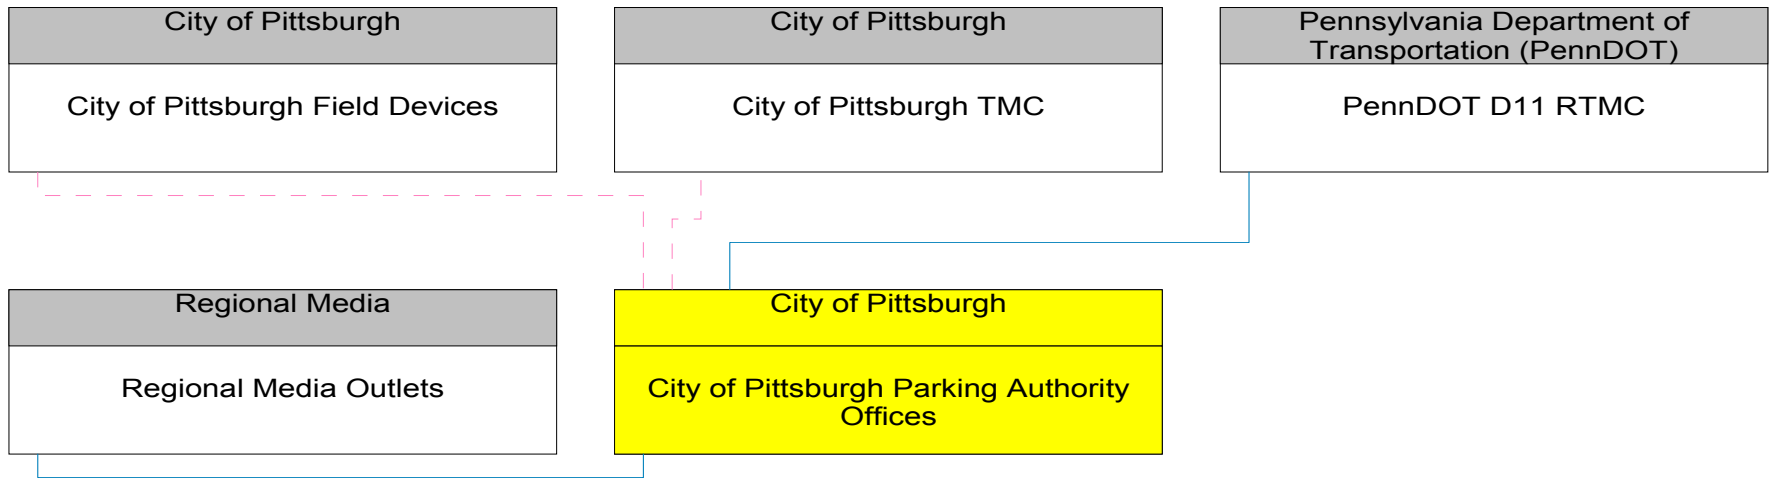 City of Pittsburgh
City of Pittsburgh Field Devices
City of Pittsburgh
City of Pittsburgh TMC
Pennsylvania Department of
Transportation (PennDOT)
PennDOT D11 RTMC
Regional Media
Regional Media Outlets
City of Pittsburgh
City of Pittsburgh Parking Authority
Offices